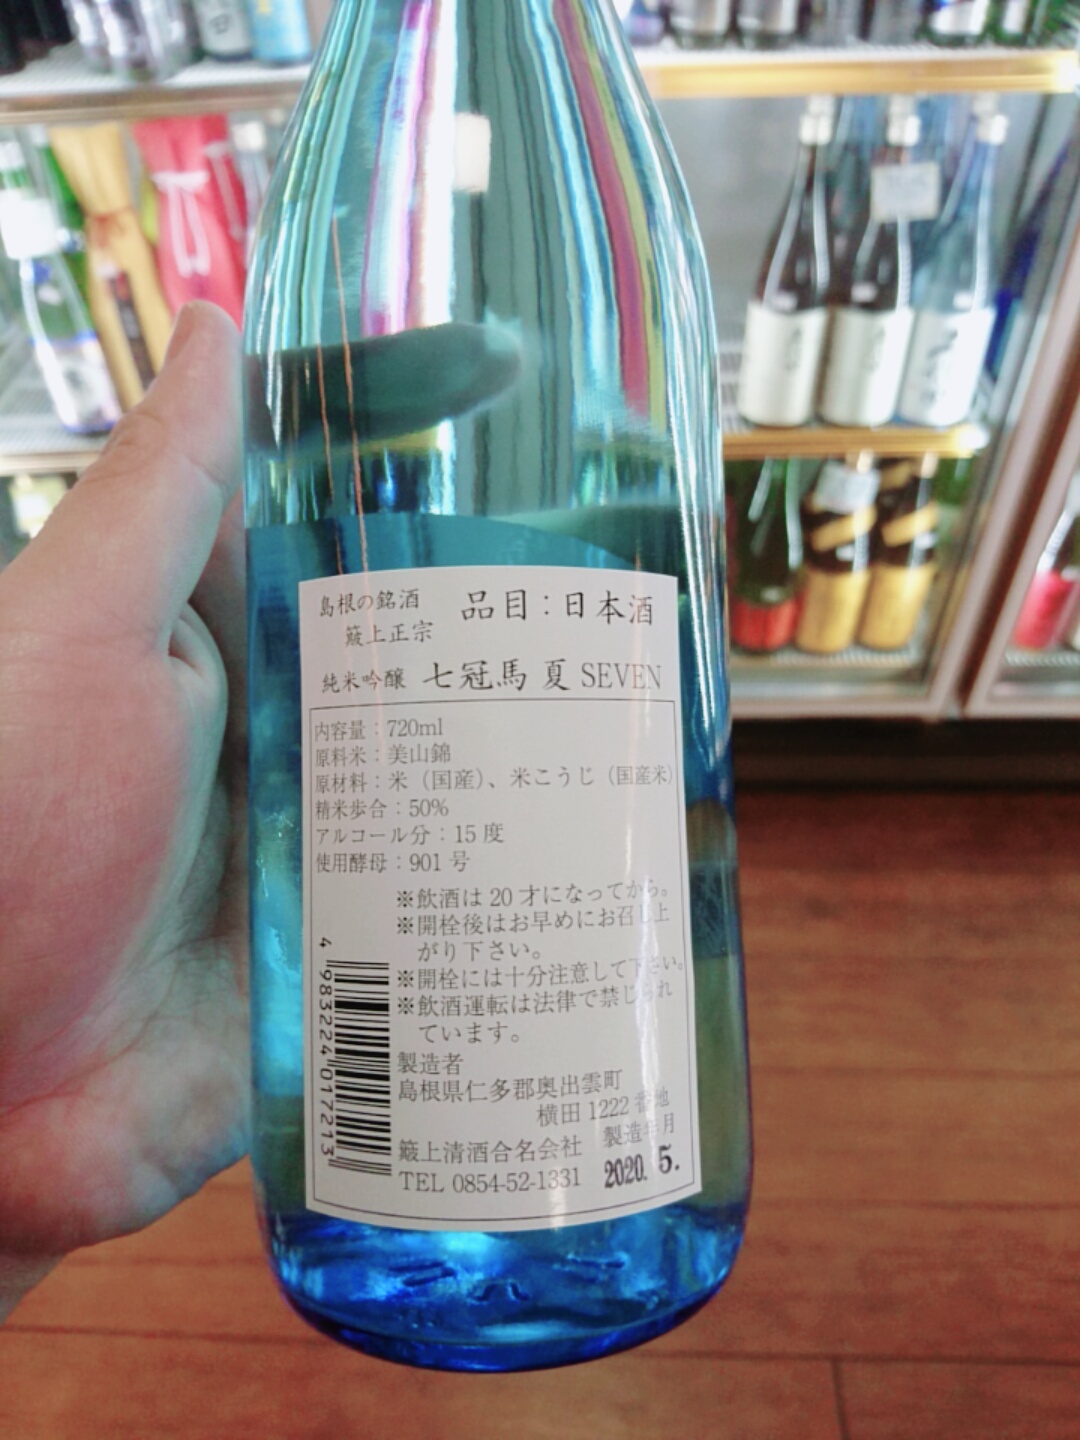 島根の銘酒
簸上正宗
品目：日本酒
純米吟醸 七冠馬 夏 SEVEN
内容量：720ml
原料米：美山錦
原材料：米（国産）、米こうじ（国産米）
精米歩合：50%
アルコール分：15度
使用酵母：901号
※飲酒は20才になってから。
※開栓後はお早めにお召し上
がり下さい。
※開栓には十分注意して下さい。
※飲酒運転は法律で禁じられ
ています。
製造者
島根県仁多郡奥出雲町
横田1222番地
製造年月
簸上清酒合名会社
2020. 5.
TEL 0854-52-1331
4 983224 017213